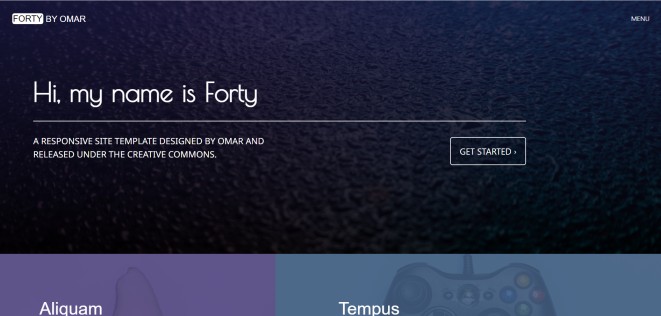 FORTY BY OMAR
MENU
Hi, my name is Forty
A RESPONSIVE SITE TEMPLATE DESIGNED BY OMAR AND
RELEASED UNDER THE CREATIVE COMMONS.
GET STARTED ›
Aliquam
Tempus